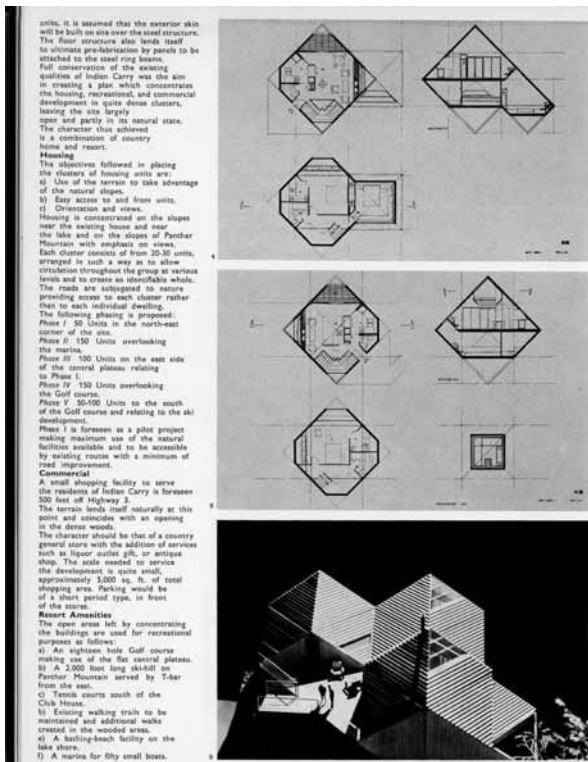 units, it is assumed that the exterior skin
will be built on site over the steel structure.
The floor structure also lends itself
to ultimate pre-fabrication by panels to be
attached to the steel ring beams.
Full conservation of the existing
qualities of Indian Carry was the aim
in creating a plan which concentrates
the housing, recreational, and commercial
development in quite dense clusters,
leaving the site largely
open and partly in its natural state.
The character thus achieved
is a combination of country
home and resort.
Housing
The objectives followed in placing
the clusters of housing units are:
a) Use of the terrain to take advantage
of the natural slopes.
b) Easy access to and from units.
c) Orientation and views.
Housing is concentrated on the slopes
near the existing house and near
the lake and on the slopes of Panther
Mountain with emphasis on views.
Each cluster consists of from 20-30 units,
arranged in such a way as to allow
circulation throughout the group at various
levels and to create an identifiable whole.
The roads are subjugated to nature
providing access to each cluster rather
than to each individual dwelling.
The following phasing is proposed:
Phase I 50 Units in the north-east
corner of the site.
Phase II 150 Units overlooking
the marina.
Phase III 100 Units on the east side
of the central plateau relating
to Phase I.
Phase IV 150 Units overlooking
the Golf course.
Phase V 50-100 Units to the south
of the Golf course and relating to the ski
development.
Phase I is foreseen as a pilot project
making maximum use of the natural
facilities available and to be accessible
by existing routes with a minimum of
road improvement.
Commercial
A small shopping facility to serve
the residents of Indian Carry is foreseen
500 feet off Highway 3.
The terrain lends itself naturally at this
point and coincides with an opening
in the dense woods.
The character should be that of a country
general store with the addition of services
such as liquor outlet gift, or antique
shop. The scale needed to service
the development is quite small,
approximately 5,000 sq. ft. of total
shopping area. Parking would be
of a short period type, in front
of the stores.
Resort Amenities
The open areas left by concentrating
the buildings are used for recreational
purposes as follows:
a) An eighteen hole Golf course
making use of the flat central plateau.
b) A 2,000 foot long ski-hill on
Panther Mountain served by T-bar
from the east.
c) Tennis courts south of the
Club House.
b) Existing walking trails to be
maintained and additional walks
created in the wooded areas.
e) A bathing-beach facility on the
lake shore.
f) A marina for fifty small boats.